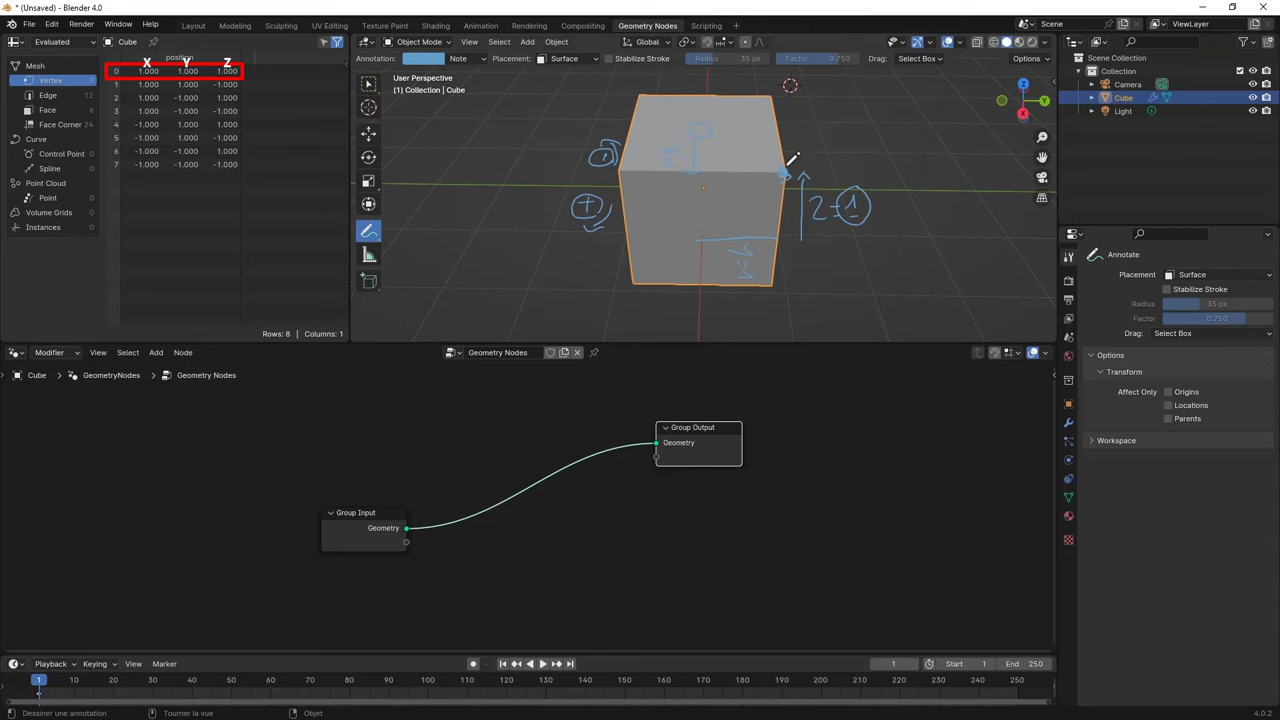 * (Unsaved) - Blender 4.0
File Edit Render Window Help Layout Modeling Sculpting UV Editing Texture Paint Shading Animation Rendering Compositing Geometry Nodes Scripting Scene ViewLayer
Evaluated Cube
position
X Y Z
Mesh
Vertex 8
Edge 12
Face 6
Face Corner 24
Curve
Control Point 0
Spline 0
Point Cloud
Point 0
Volume Grids 0
Instances 0
0 1.000 1.000 1.000
1 1.000 1.000 -1.000
2 1.000 -1.000 1.000
3 1.000 -1.000 -1.000
4 -1.000 1.000 1.000
5 -1.000 1.000 -1.000
6 -1.000 -1.000 1.000
7 -1.000 -1.000 -1.000
Rows: 8 | Columns: 1
Object Mode View Select Add Object Global Options
Annotation: Note Placement: Surface Stabilize Stroke Radius 35 px Factor 0.750 Drag: Select Box
User Perspective
(1) Collection | Cube
Z
Y
X
+
2 = 1
Scene Collection
Collection
Camera
Cube
Light
Annotate
Placement: Surface
Stabilize Stroke
Radius 35 px
Factor 0.750
Drag: Select Box
Options
Transform
Affect Only Origins
Locations
Parents
Workspace
Modifier View Select Add Node Geometry Nodes
Cube GeometryNodes Geometry Nodes
Group Output
Geometry
Group Input
Geometry
Playback Keying View Marker 1 Start 1 End 250
1 10 20 30 40 50 60 70 80 90 100 110 120 130 140 150 160 170 180 190 200 210 220 230 240 250
Dessiner une annotation Tourner la vue Objet 4.0.2